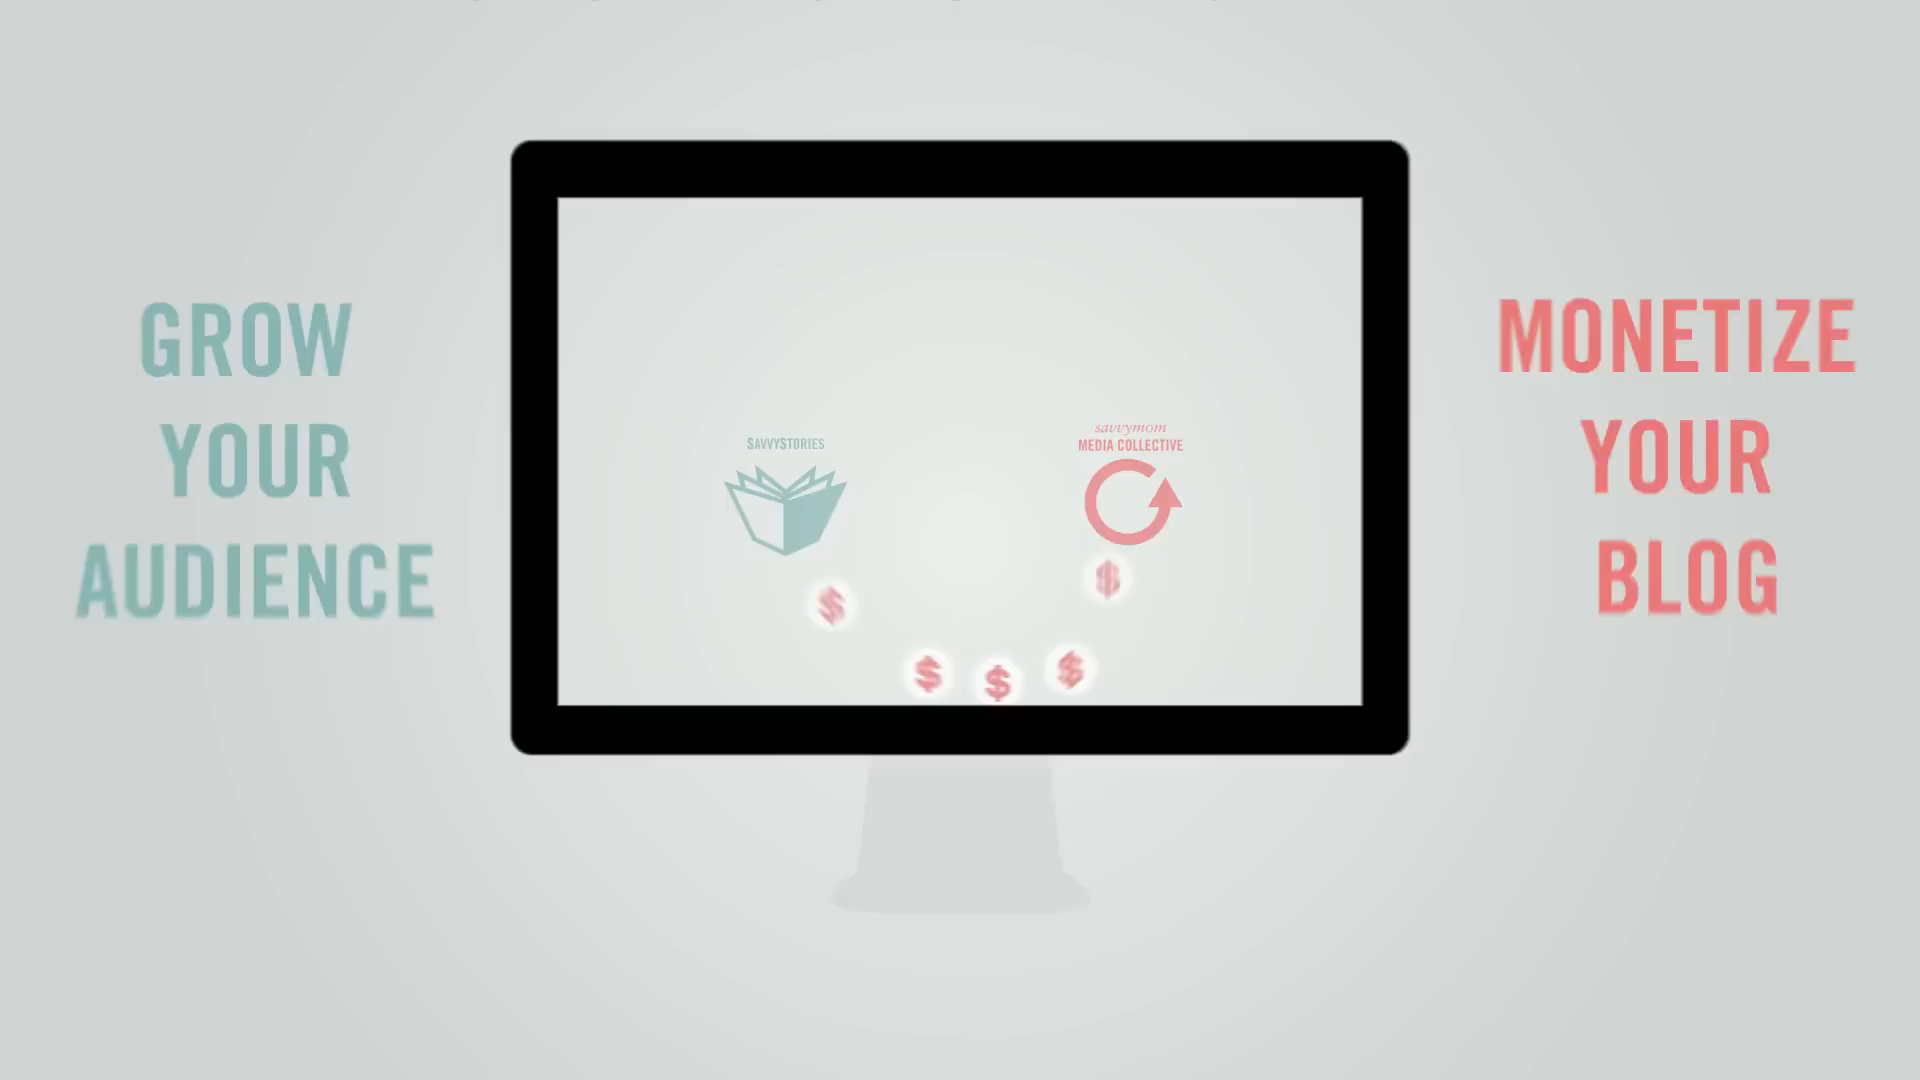 GROW
YOUR
AUDIENCE
SAVVYSTORIES
savvymom
MEDIA COLLECTIVE
$
$
$
$
$
MONETIZE
YOUR
BLOG